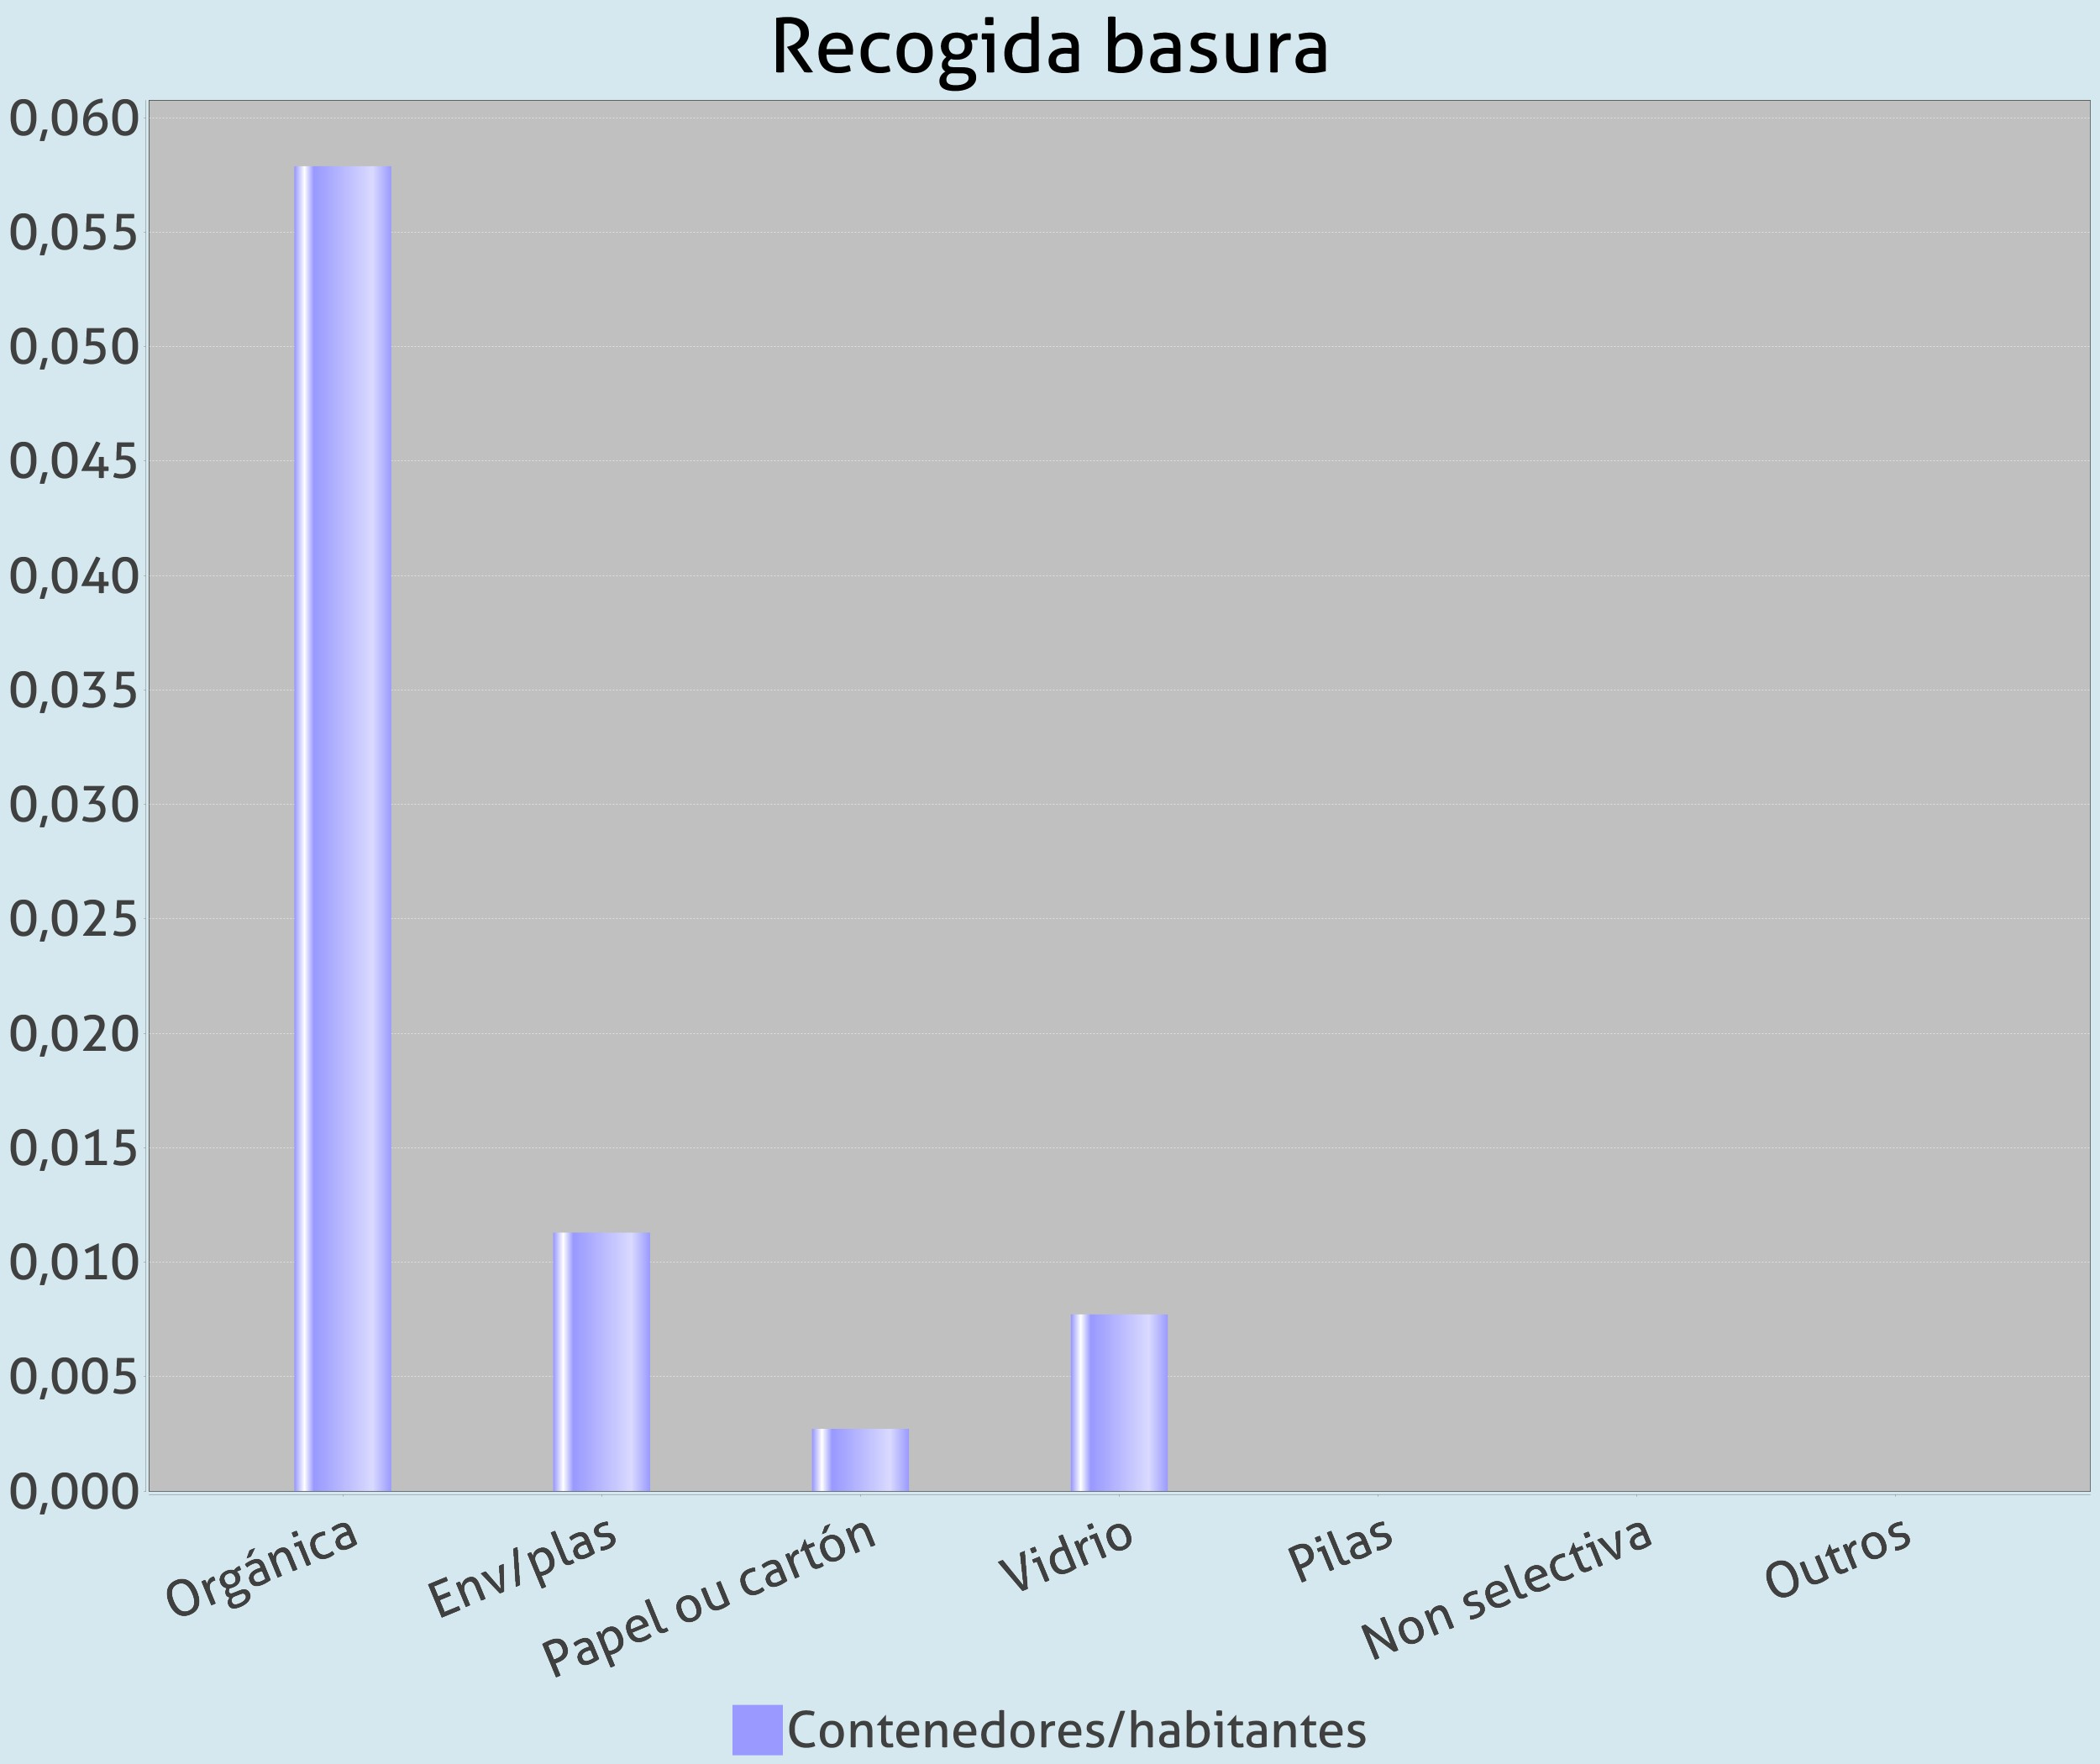 Recogida basura
0,060
0,055
0,050
0,045
0,040
0,035
0,030
0,025
0,020
0,015
0,010
0,005
0,000
Orgánica
Env/plas
Papel ou cartón
Vidrio
Pilas
Non selectiva
Outros
Contenedores/habitantes